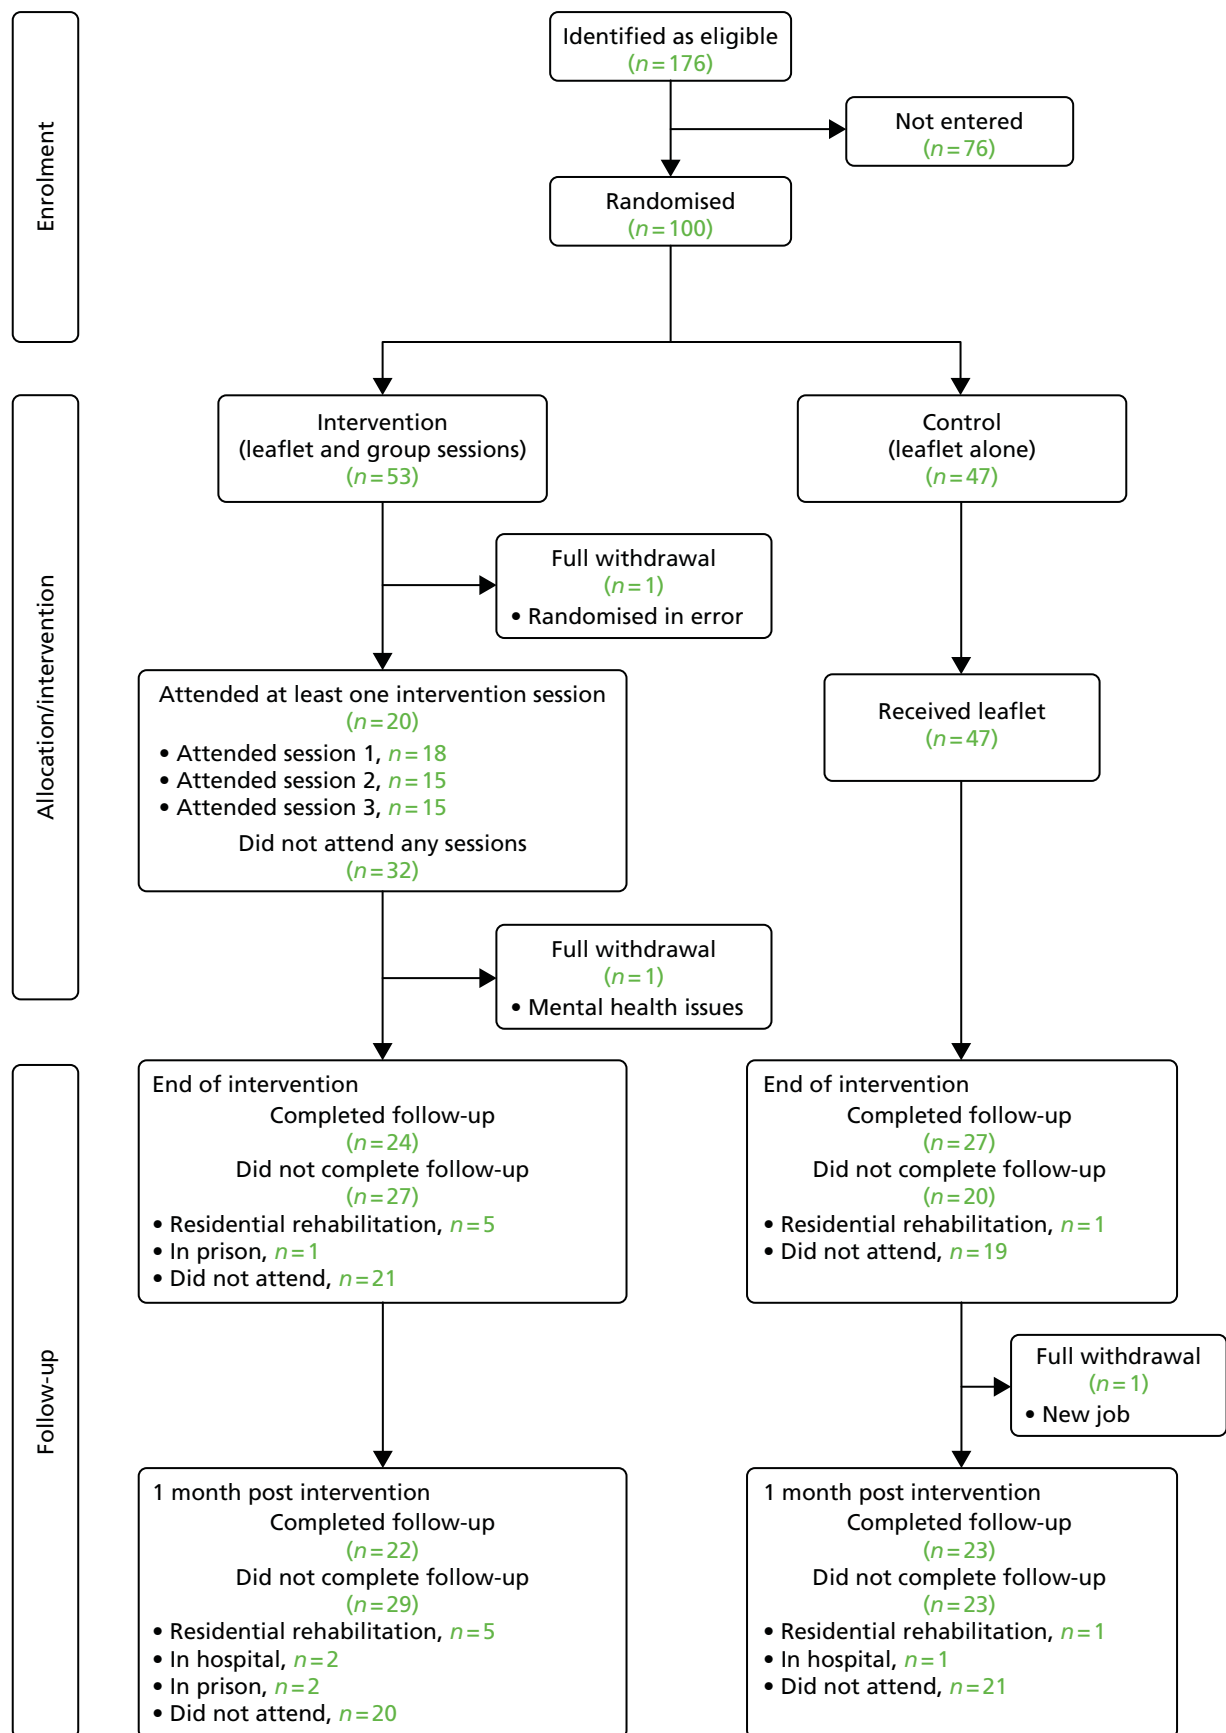 Enrolment
Identified as eligible
(n=176)
Not entered
(n=76)
Randomised
(n=100)
Allocation/intervention
Intervention
(leaflet and group sessions)
(n=53)
Control
(leaflet alone)
(n=47)
Full withdrawal
(n=1)
• Randomised in error
Attended at least one intervention session
(n=20)
• Attended session 1, n=18
• Attended session 2, n=15
• Attended session 3, n=15
Did not attend any sessions
(n=32)
Received leaflet
(n=47)
Full withdrawal
(n=1)
• Mental health issues
Follow-up
End of intervention
Completed follow-up
(n=24)
Did not complete follow-up
(n=27)
• Residential rehabilitation, n=5
• In prison, n=1
• Did not attend, n=21
End of intervention
Completed follow-up
(n=27)
Did not complete follow-up
(n=20)
• Residential rehabilitation, n=1
• Did not attend, n=19
Full withdrawal
(n=1)
• New job
1 month post intervention
Completed follow-up
(n=22)
Did not complete follow-up
(n=29)
• Residential rehabilitation, n=5
• In hospital, n=2
• In prison, n=2
• Did not attend, n=20
1 month post intervention
Completed follow-up
(n=23)
Did not complete follow-up
(n=23)
• Residential rehabilitation, n=1
• In hospital, n=1
• Did not attend, n=21